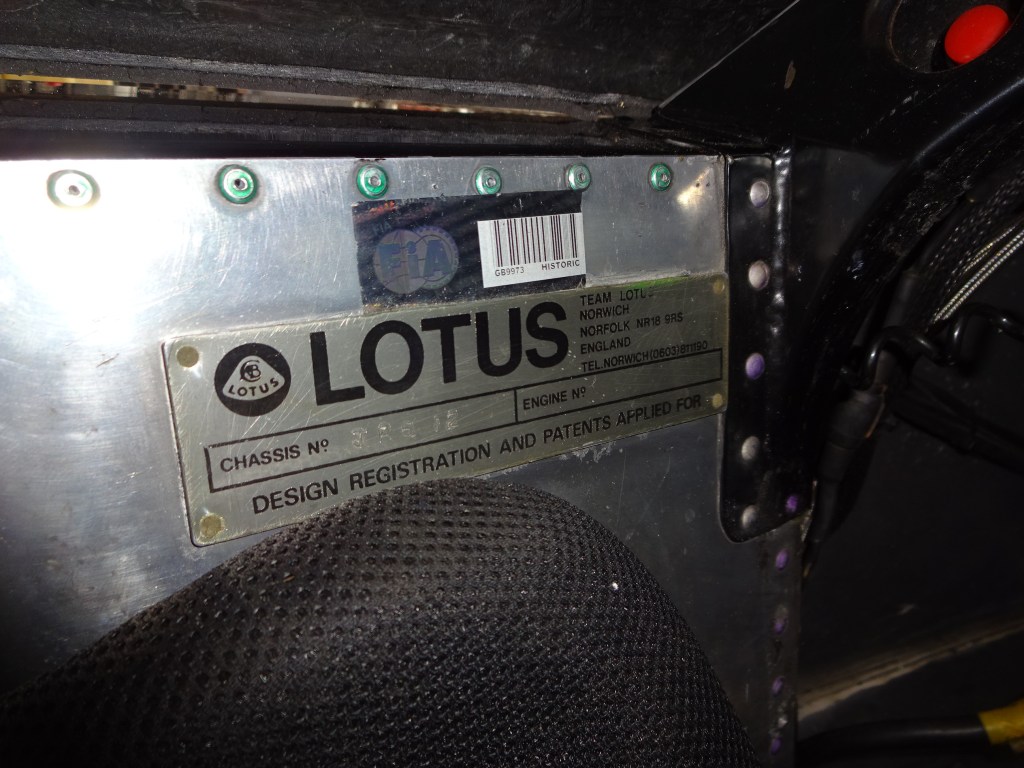 FIA
GB9973 HISTORIC
LOTUS
LOTUS
TEAM
NORWICH
NORFOLK NR18 9RS
ENGLAND
TEL.NORWICH(0603)811190
CHASSIS Nº
ENGINE Nº
DESIGN REGISTRATION AND PATENTS APPLIED FOR